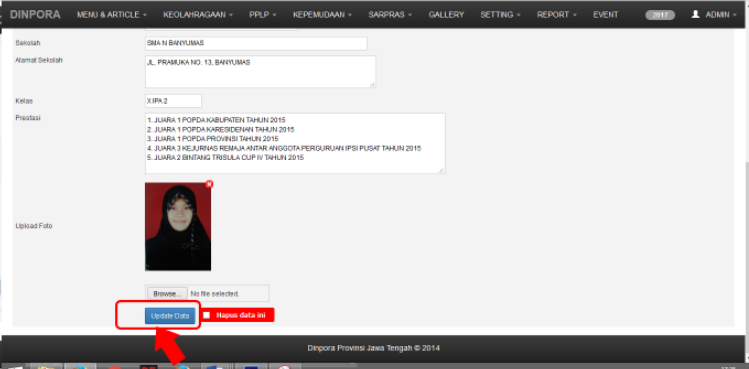 DINPORA MENU & ARTICLE KEOLAHRAGAAN PPLP KEPEMUDAAN SARPRAS GALLERY SETTING REPORT EVENT 2017 ADMIN
Sekolah SMA N BANYUMAS
Alamat Sekolah JL. PRAMUKA NO. 13, BANYUMAS
Kelas X IPA 2
Prestasi 1. JUARA 1 POPDA KABUPATEN TAHUN 2015
2. JUARA 1 POPDA KARESIDENAN TAHUN 2015
3. JUARA 1 POPDA PROVINSI TAHUN 2015
4. JUARA 3 KEJURNAS REMAJA ANTAR ANGGOTA PERGURUAN IPSI PUSAT TAHUN 2015
5. JUARA 2 BINTANG TRISULA CUP IV TAHUN 2015
Upload Foto
Browse... No file selected.
Update Data Hapus data ini
Dinpora Provinsi Jawa Tengah © 2014